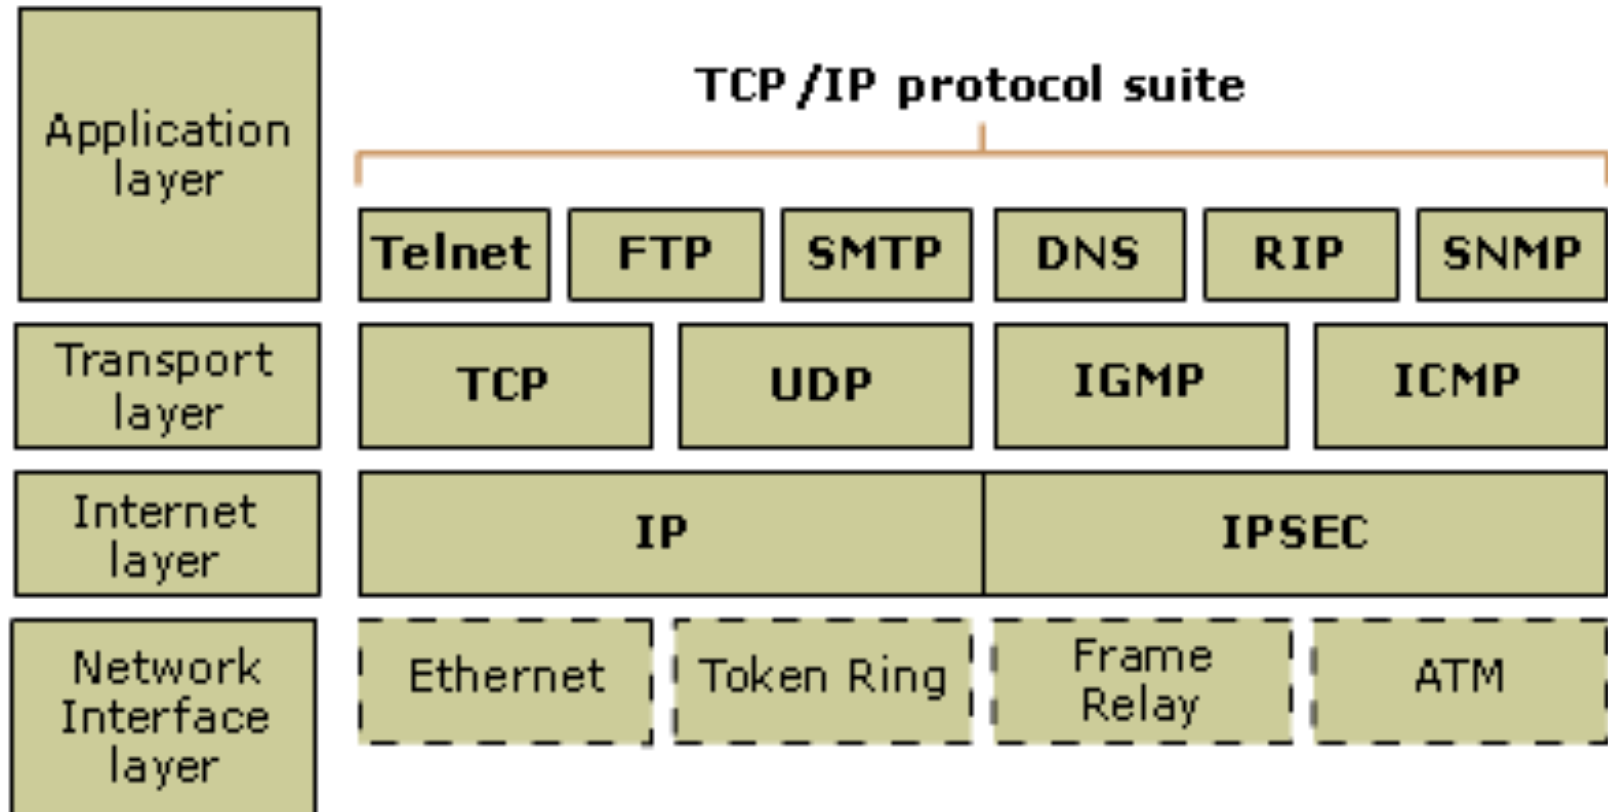 Application
layer
TCP/IP protocol suite
Telnet
FTP
SMTP
DNS
RIP
SNMP
Transport
layer
TCP
UDP
IGMP
ICMP
Internet
layer
IP
IPSEC
Network
Interface
layer
Ethernet
Token Ring
Frame
Relay
ATM